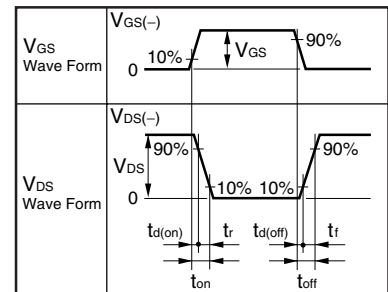 VGS
Wave Form
VGS(−)
10%
0
VGS
90%
VDS
Wave Form
VDS(−)
VDS
90%
0
10% 10%
90%
td(on) tr td(off) tf
ton toff